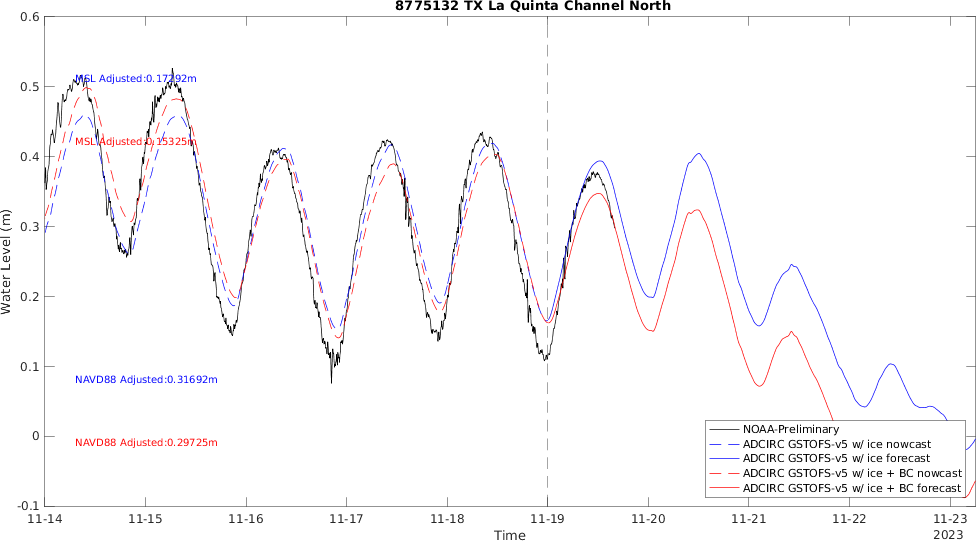 8775132 TX La Quinta Channel North
0.6
0.5
0.4
0.3
0.2
0.1
0
-0.1
Water Level (m)
MSL Adjusted:0.17292m
MSL Adjusted:0.15325m
NAVD88 Adjusted:0.31692m
NAVD88 Adjusted:0.29725m
NOAA-Preliminary
ADCIRC GSTOFS-v5 w/ ice nowcast
ADCIRC GSTOFS-v5 w/ ice forecast
ADCIRC GSTOFS-v5 w/ ice + BC nowcast
ADCIRC GSTOFS-v5 w/ ice + BC forecast
11-14 11-15 11-16 11-17 11-18 11-19 11-20 11-21 11-22 11-23
Time
2023